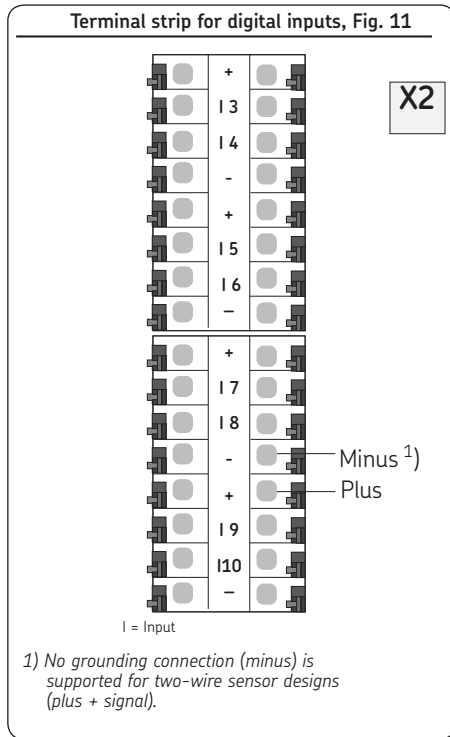 Terminal strip for digital inputs, Fig. 11
X2
+
I 3
I 4
-
+
I 5
I 6
–
+
I 7
I 8
-
Minus 1)
+
Plus
I 9
I10
–
I = Input
1) No grounding connection (minus) is
supported for two-wire sensor designs
(plus + signal).